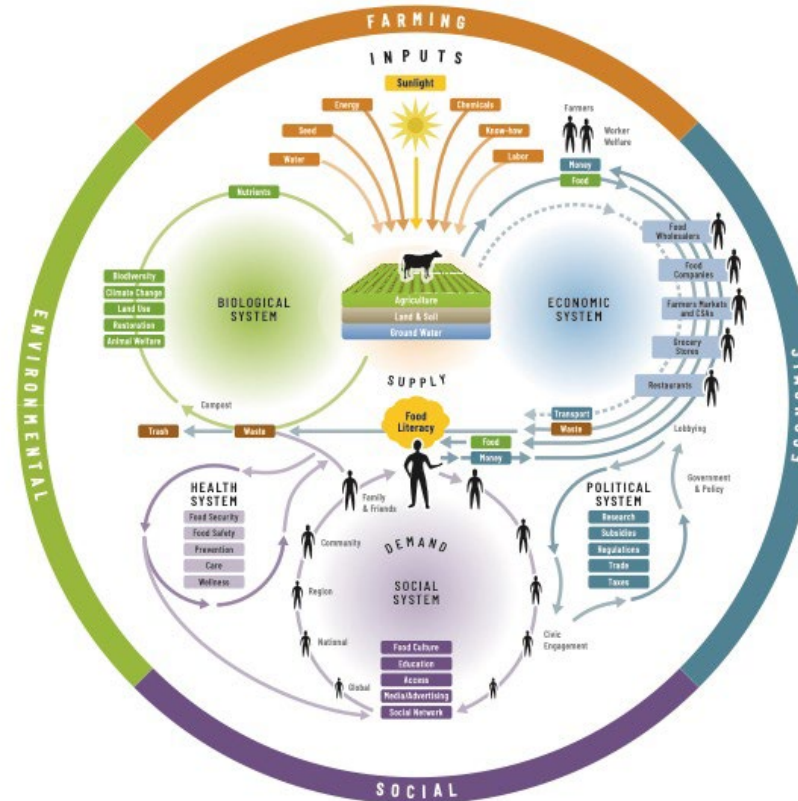 FARMING
INPUTS
Sunlight
Energy
Chemicals
Seed
Know-how
Water
Labor
Farmers
Worker
Welfare
Money
Food
Nutrients
Food
Wholesalers
Food
Companies
Farmers Markets
and CSAs
Grocery
Stores
Restaurants
Biodiversity
Climate Change
Land Use
Restoration
Animal Welfare
BIOLOGICAL
SYSTEM
Agriculture
Land & Soil
Ground Water
ECONOMIC
SYSTEM
ENVIRONMENTAL
ECONOMIC
SUPPLY
Compost
Food
Literacy
Transport
Waste
Trash
Waste
Food
Money
Lobbying
HEALTH
SYSTEM
Food Security
Food Safety
Prevention
Care
Wellness
Family
& Friends
Community
Region
National
Global
DEMAND
SOCIAL
SYSTEM
Food Culture
Education
Access
Media/Advertising
Social Network
POLITICAL
SYSTEM
Research
Subsidies
Regulations
Trade
Taxes
Government
& Policy
Civic
Engagement
SOCIAL